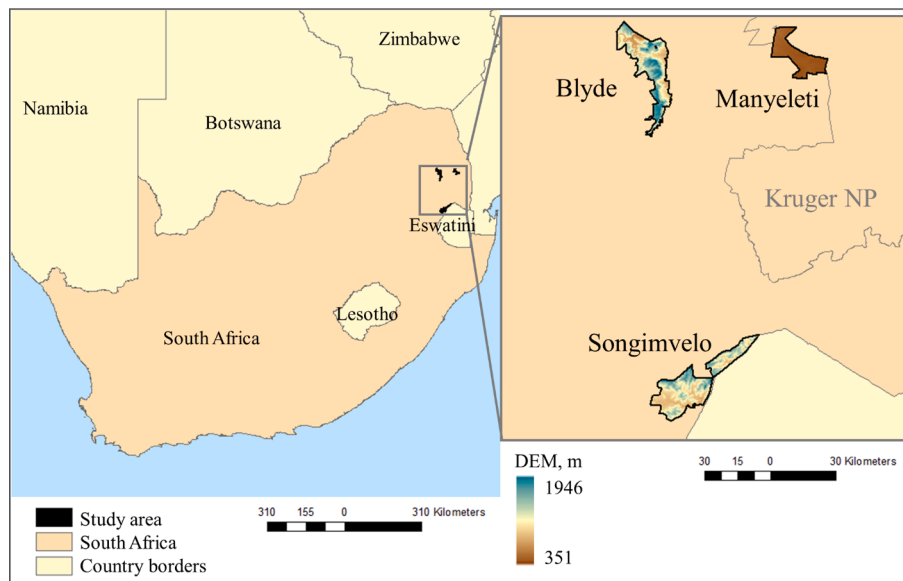 Zimbabwe
Namibia
Botswana
Eswatini
Lesotho
South Africa
Blyde
Manyeleti
Kruger NP
Songimvelo
DEM, m
1946
351
30 15 0 30 Kilometers
310 155 0 310 Kilometers
Study area
South Africa
Country borders